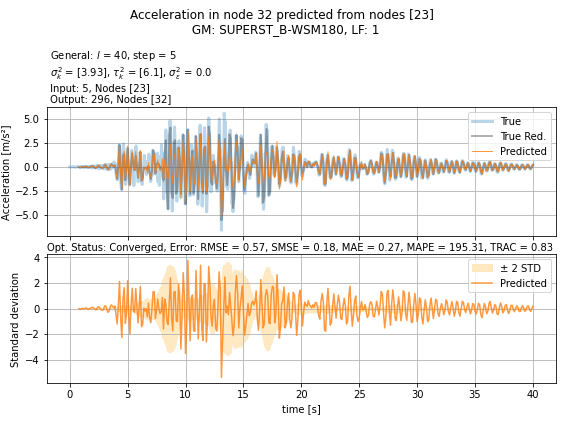 Acceleration in node 32 predicted from nodes [23]
GM: SUPERST_B-WSM180, LF: 1
General: l = 40, step = 5
σ²ₖ = [3.93], τ²ₖ = [6.1], σ²ε = 0.0
Input: 5, Nodes [23]
Output: 296, Nodes [32]
Acceleration [m/s²]
5.0
2.5
0.0
−2.5
−5.0
True
True Red.
Predicted
Opt. Status: Converged, Error: RMSE = 0.57, SMSE = 0.18, MAE = 0.27, MAPE = 195.31, TRAC = 0.83
Standard deviation
4
2
0
−2
−4
± 2 STD
Predicted
0 5 10 15 20 25 30 35 40
time [s]